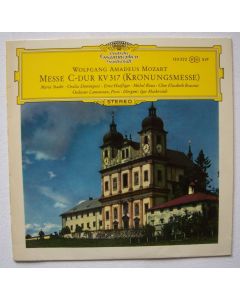 Deutsche
Grammophon
Gesellschaft
WOLFGANG AMADEUS MOZART
MESSE C-DUR KV 317 (KRÖNUNGSMESSE)
Maria Stader · Oralia Dominguez · Ernst Haefliger · Michel Roux · Chor Elisabeth Brasseur
Orchestre Lamoureux, Paris · Dirigent: Igor Markevitch
STEREO